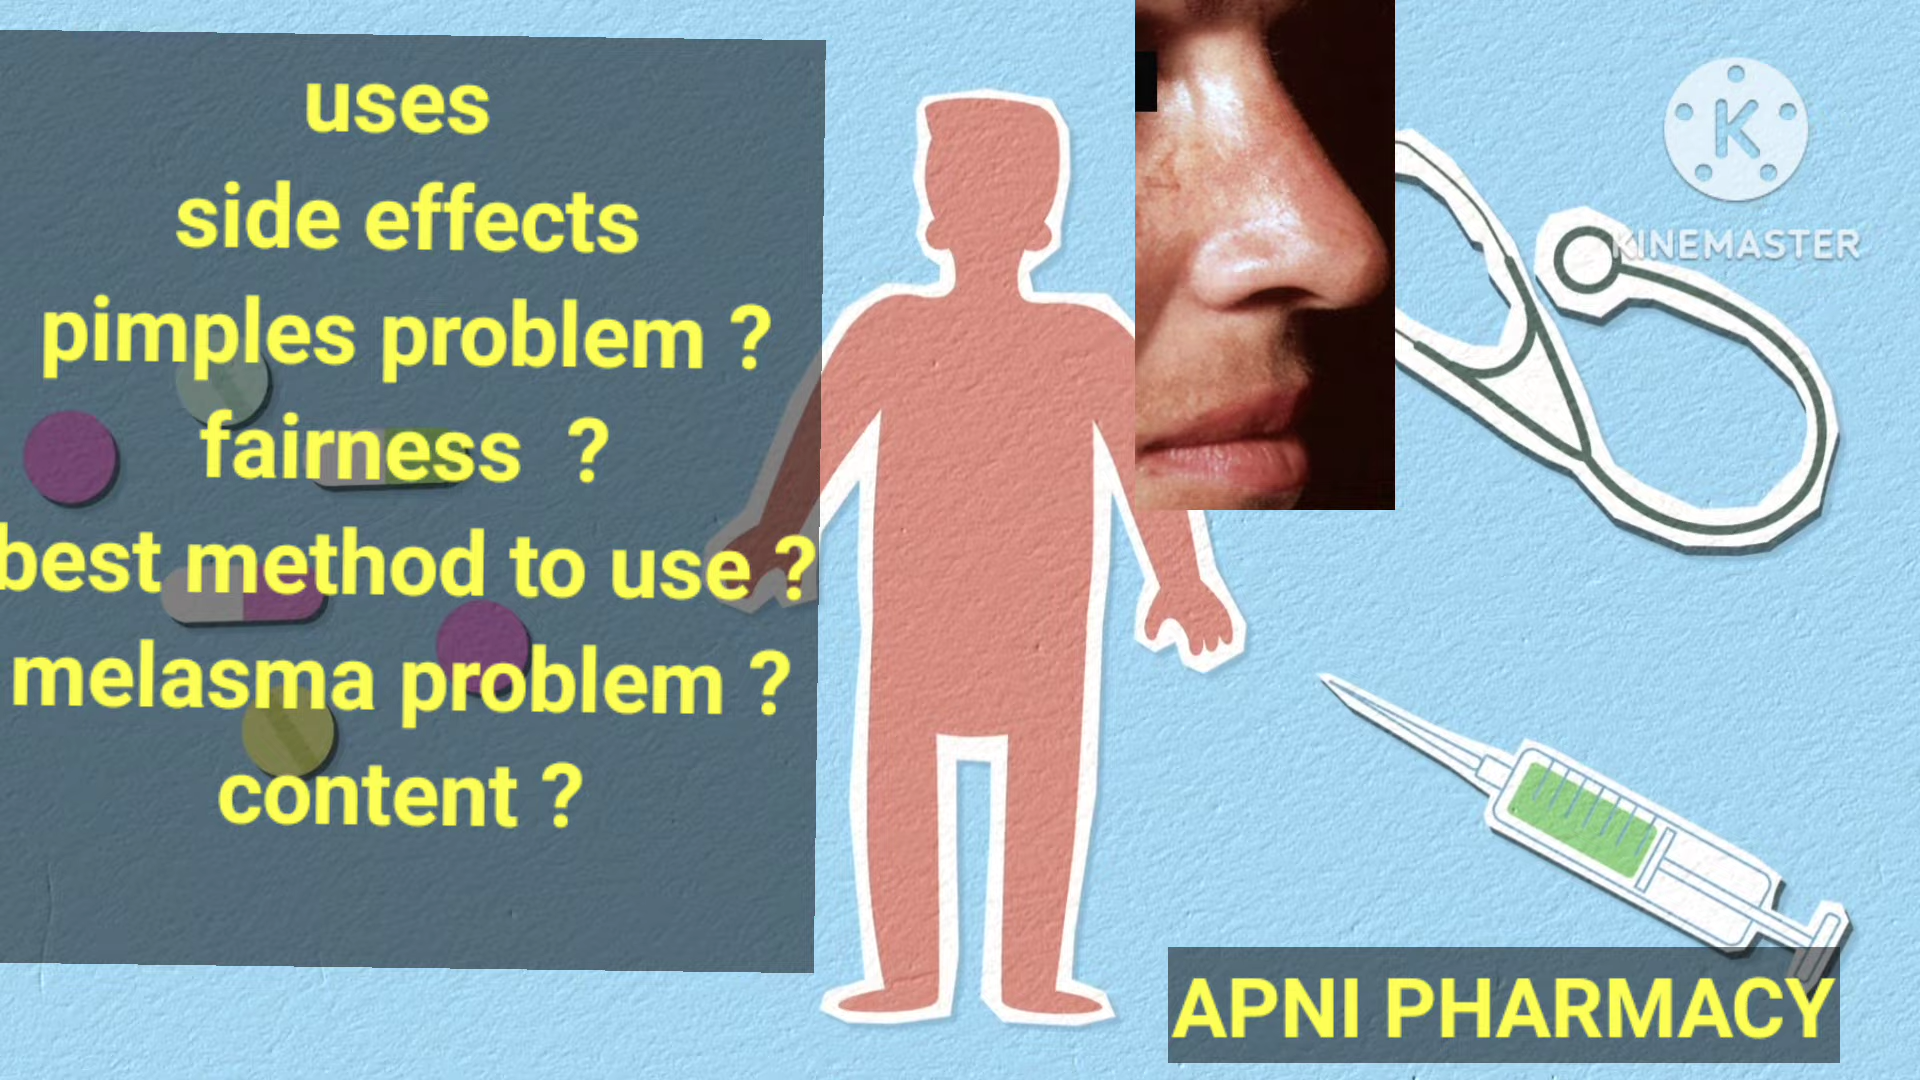 uses
side effects
pimples problem ?
fairness ?
best method to use ?
melasma problem ?
content ?
K
KINEMASTER
APNI PHARMACY